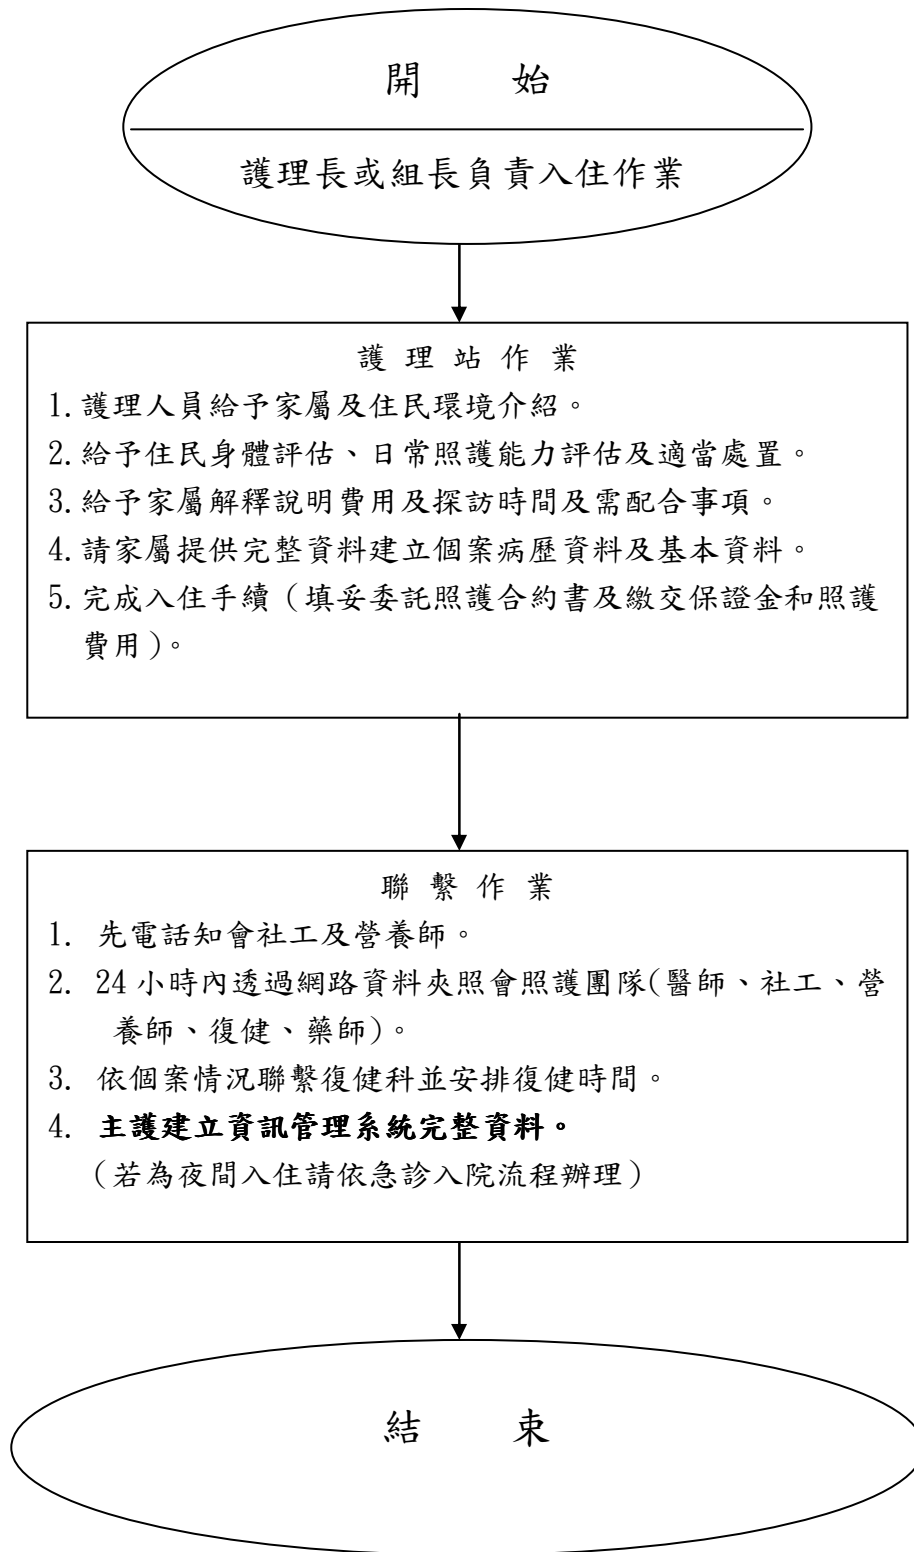 開　　始
護理長或組長負責入住作業
護 理 站 作 業
1.護理人員給予家屬及住民環境介紹。
2.給予住民身體評估、日常照護能力評估及適當處置。
3.給予家屬解釋說明費用及探訪時間及需配合事項。
4.請家屬提供完整資料建立個案病歷資料及基本資料。
5.完成入住手續（填妥委託照護合約書及繳交保證金和照護
費用）。
聯 繫 作 業
1. 先電話知會社工及營養師。
2. 24 小時內透過網路資料夾照會照護團隊(醫師、社工、營
養師、復健、藥師)。
3. 依個案情況聯繫復健科並安排復健時間。
4. 主護建立資訊管理系統完整資料。
（若為夜間入住請依急診入院流程辦理）
結　　束